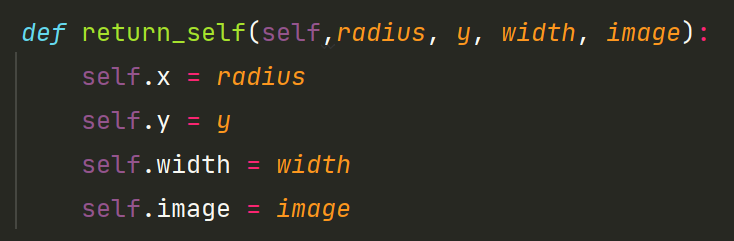 def return_self(self,radius, y, width, image):
    self.x = radius
    self.y = y
    self.width = width
    self.image = image